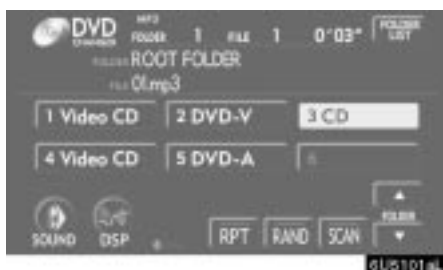 DVD CHANGER MP3 FOLDER 1 FILE 1 0'03" FOLDER LIST
FOLDER ROOT FOLDER
FILE 01.mp3
1 Video CD 2 DVD-V 3 CD
4 Video CD 5 DVD-A 6
SOUND DSP RPT RAND SCAN FOLDER